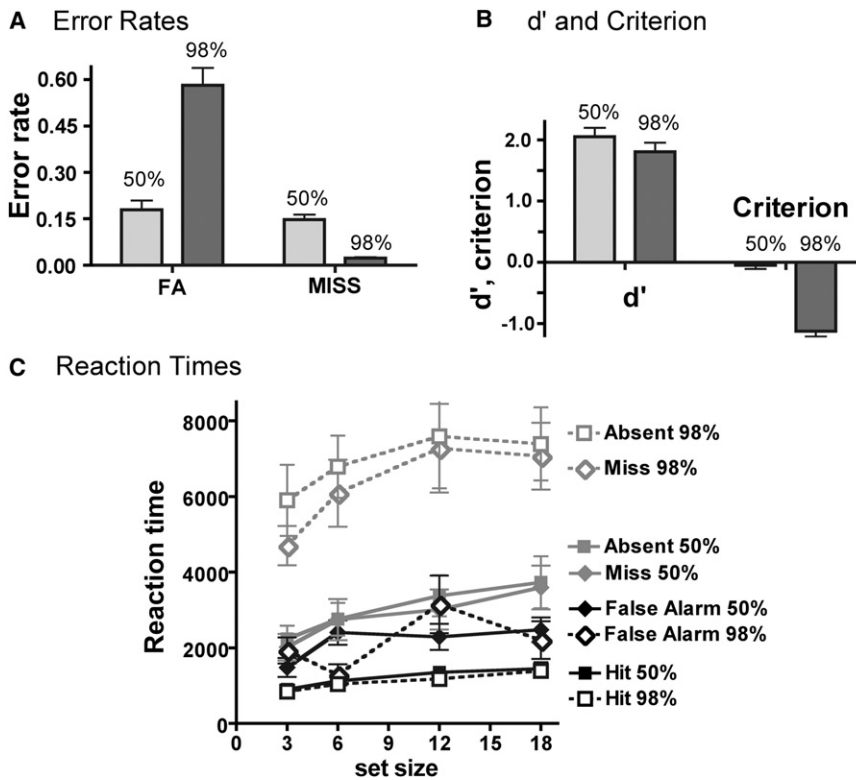 A Error Rates
98%
0.60
0.45
0.30
0.15
0.00
Error rate
50%
50%
98%
FA
MISS
B d' and Criterion
50%
98%
2.0
1.0
0.0
-1.0
d', criterion
d'
Criterion
50%
98%
C Reaction Times
8000
6000
4000
2000
0
Reaction time
0 3 6 9 12 15 18
set size
Absent 98%
Miss 98%
Absent 50%
Miss 50%
False Alarm 50%
False Alarm 98%
Hit 50%
Hit 98%